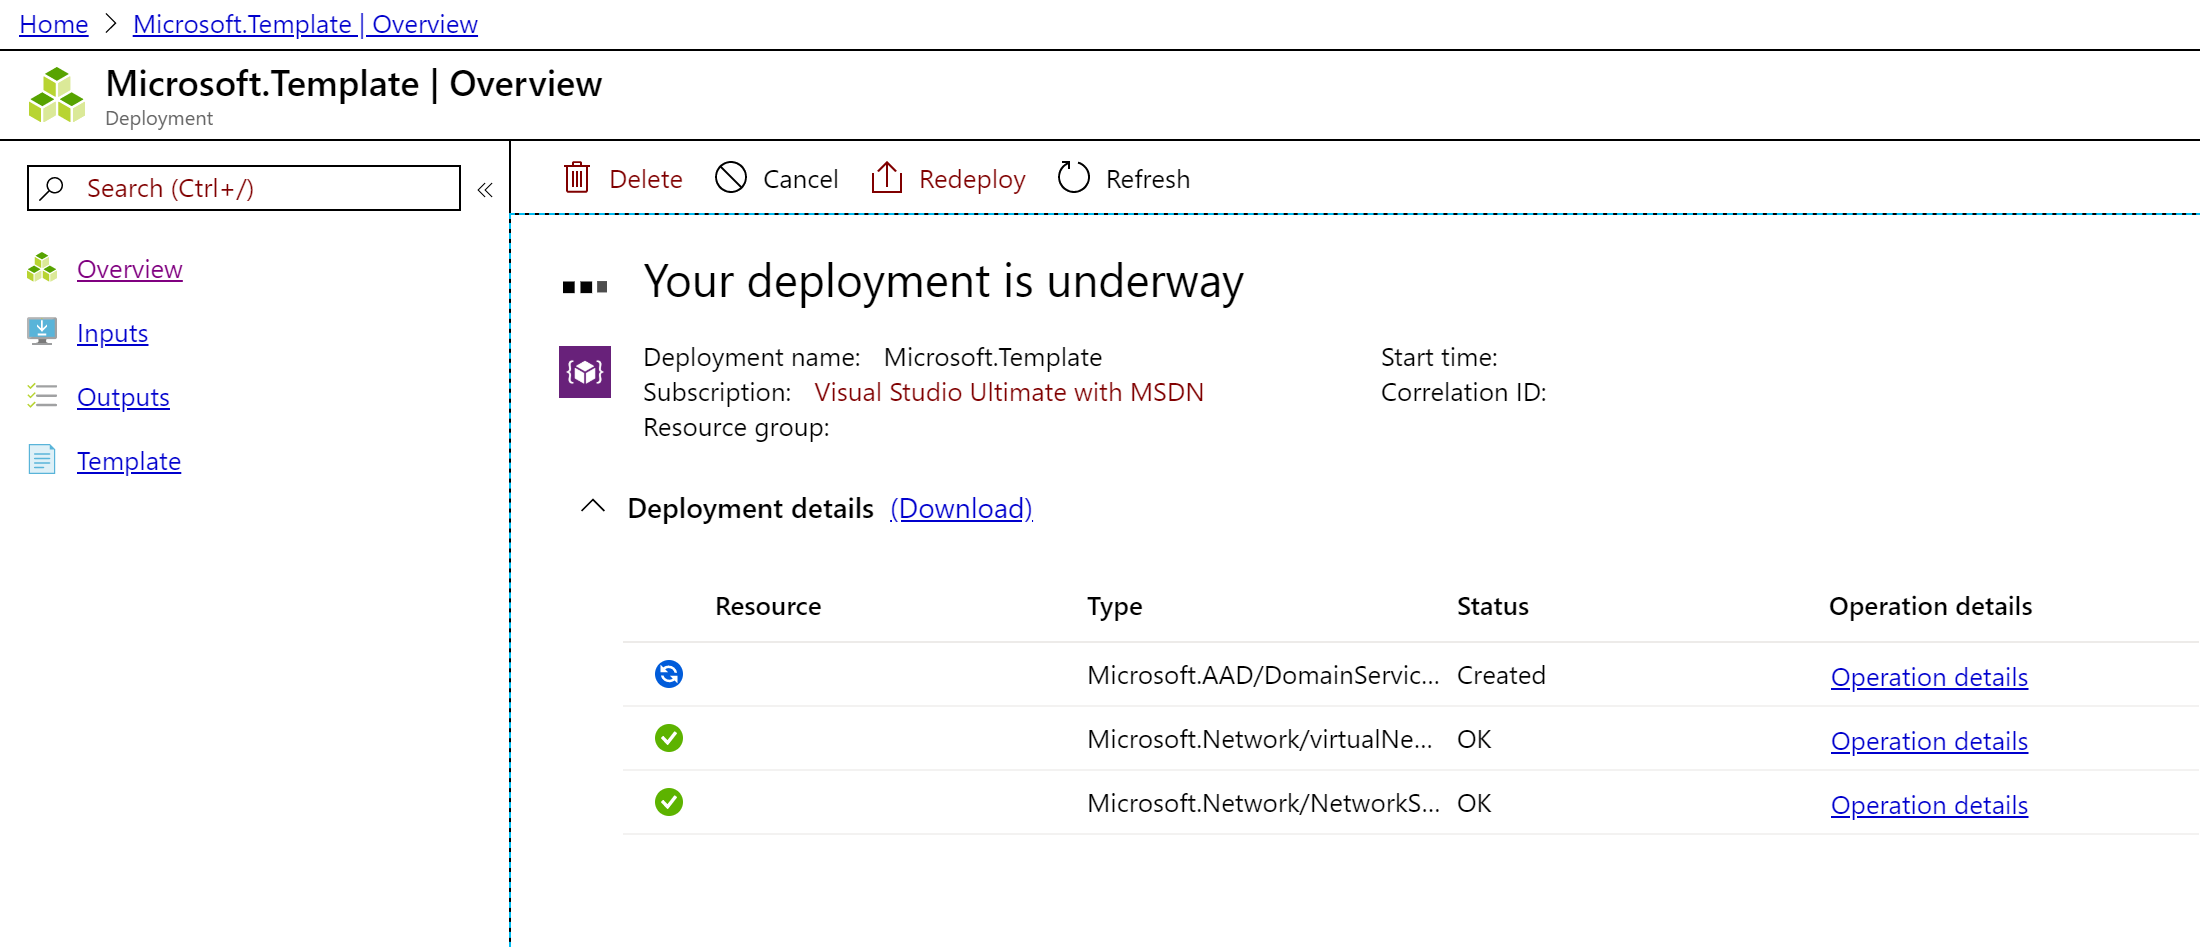 Home > Microsoft.Template | Overview
Microsoft.Template | Overview
Deployment
Search (Ctrl+/)
«
Delete Cancel Redeploy Refresh
Overview
Inputs
Outputs
Template
Your deployment is underway
Deployment name: Microsoft.Template
Subscription: Visual Studio Ultimate with MSDN
Resource group:
Start time:
Correlation ID:
Deployment details (Download)
Resource Type Status Operation details
Microsoft.AAD/DomainServic... Created Operation details
Microsoft.Network/virtualNe... OK Operation details
Microsoft.Network/NetworkS... OK Operation details